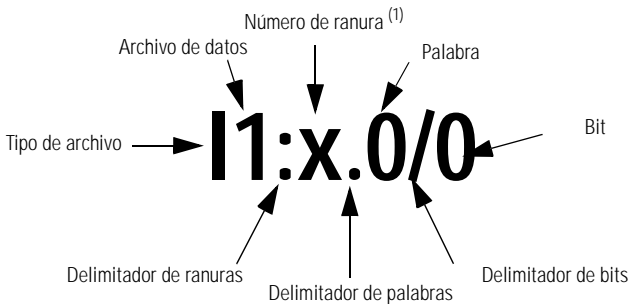 Número de ranura (1)
Archivo de datos
Palabra
Tipo de archivo
I1:x.0/0
Bit
Delimitador de ranuras
Delimitador de palabras
Delimitador de bits